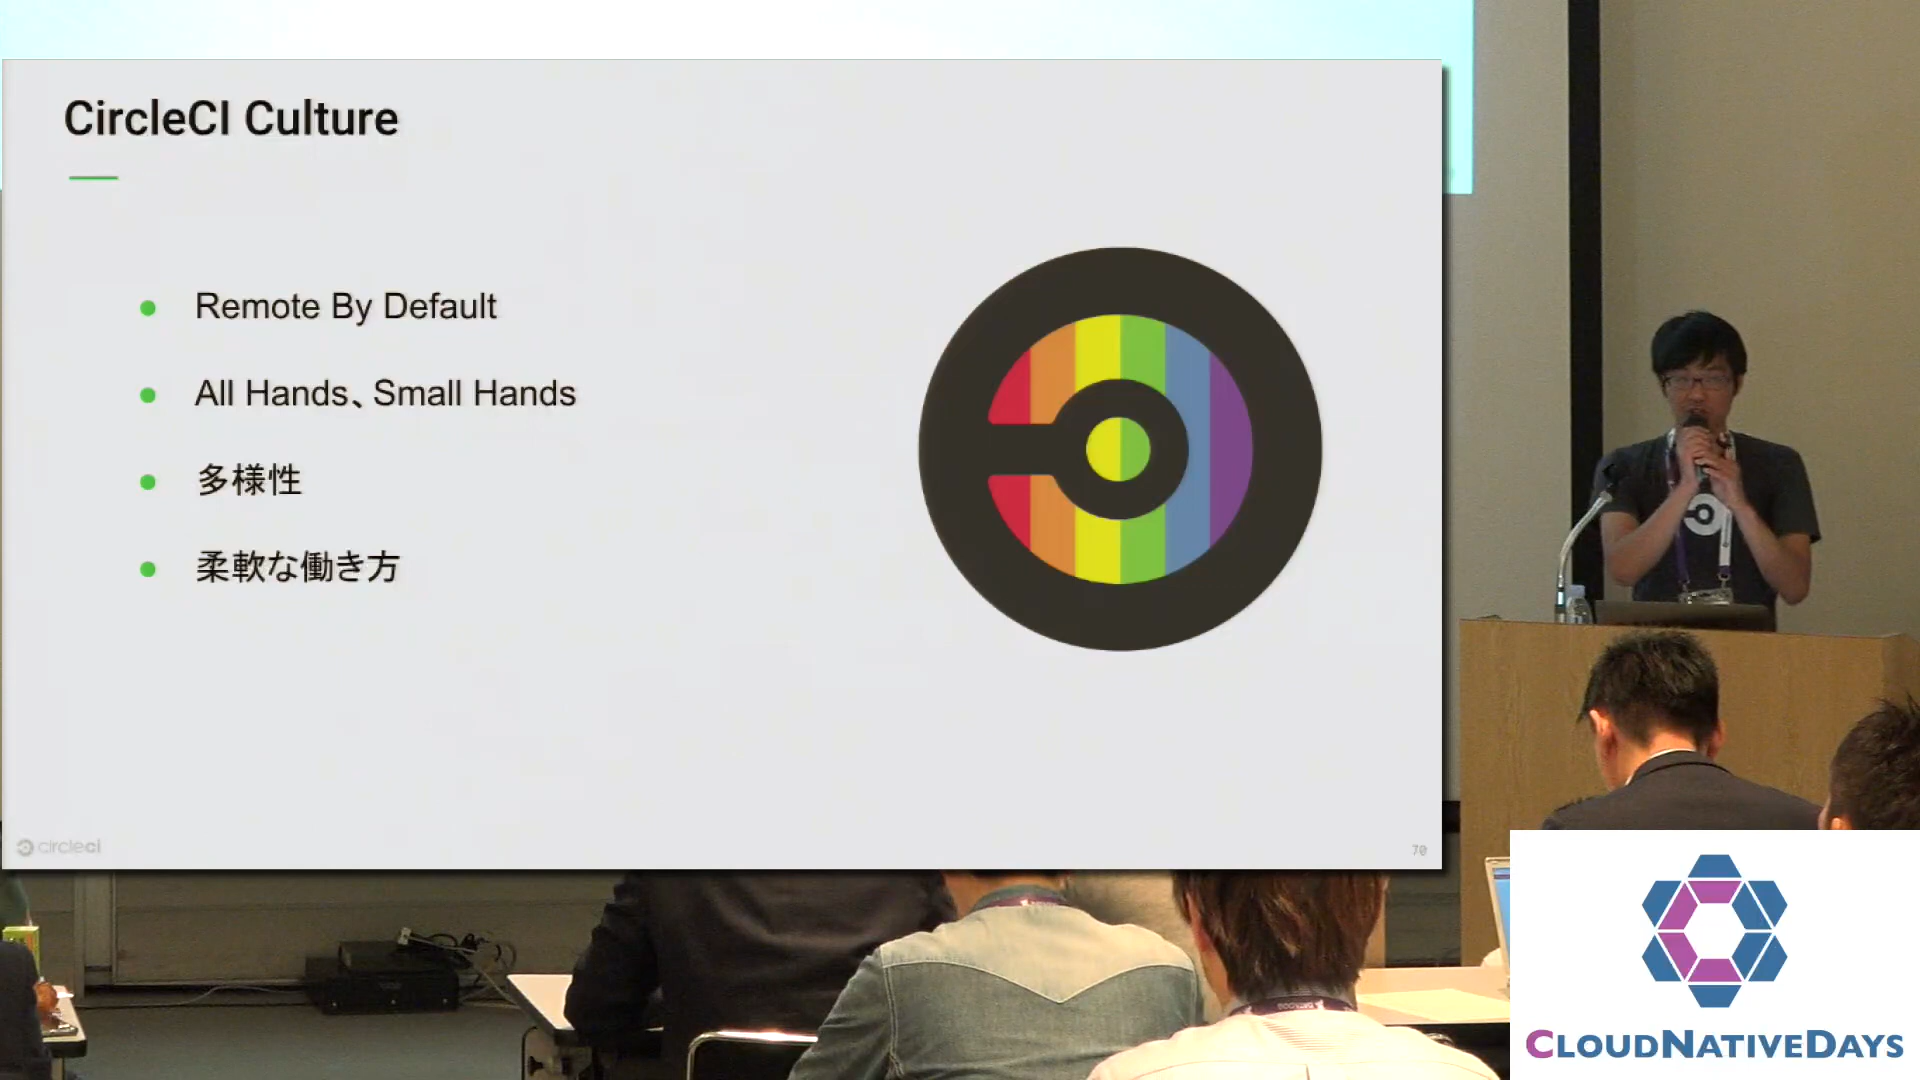 CircleCI Culture
Remote By Default
All Hands、Small Hands
多様性
柔軟な働き方
circleci
70
CLOUDNATIVEDAYS